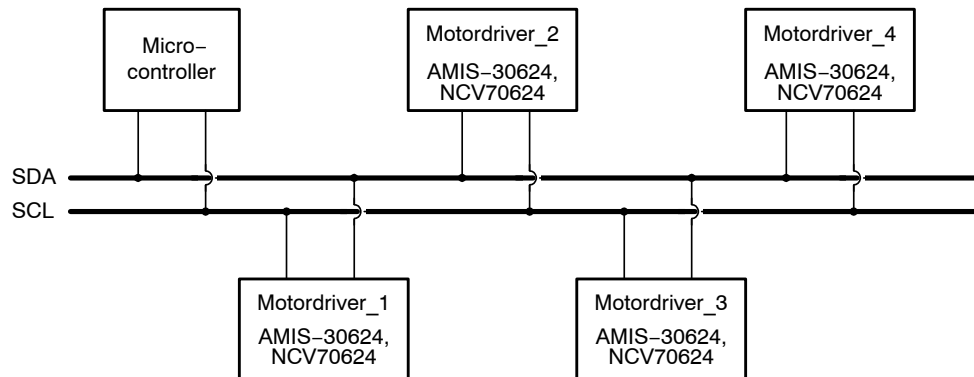 Micro−
controller
Motordriver_2
AMIS−30624,
NCV70624
Motordriver_4
AMIS−30624,
NCV70624
SDA
SCL
Motordriver_1
AMIS−30624,
NCV70624
Motordriver_3
AMIS−30624,
NCV70624